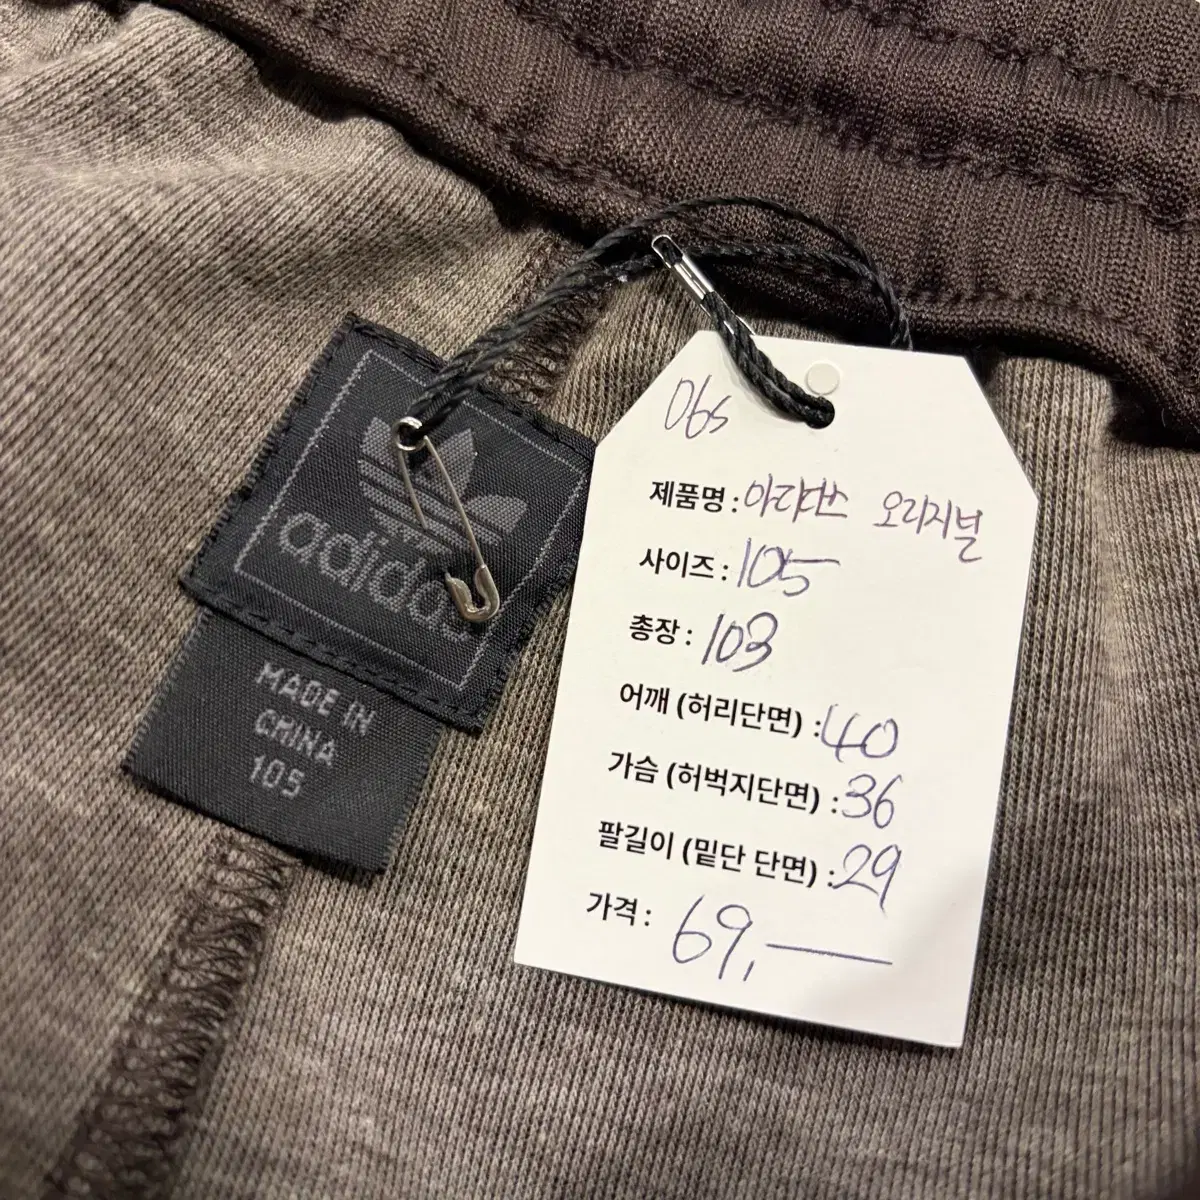 adidas
MADE IN
CHINA
105
06s
제품명 : 아디다스 오리지널
사이즈 : 105
총장 : 103
어깨 (허리단면) : 40
가슴 (허벅지단면) : 36
팔길이 (밑단 단면) : 29
가격 : 69,—